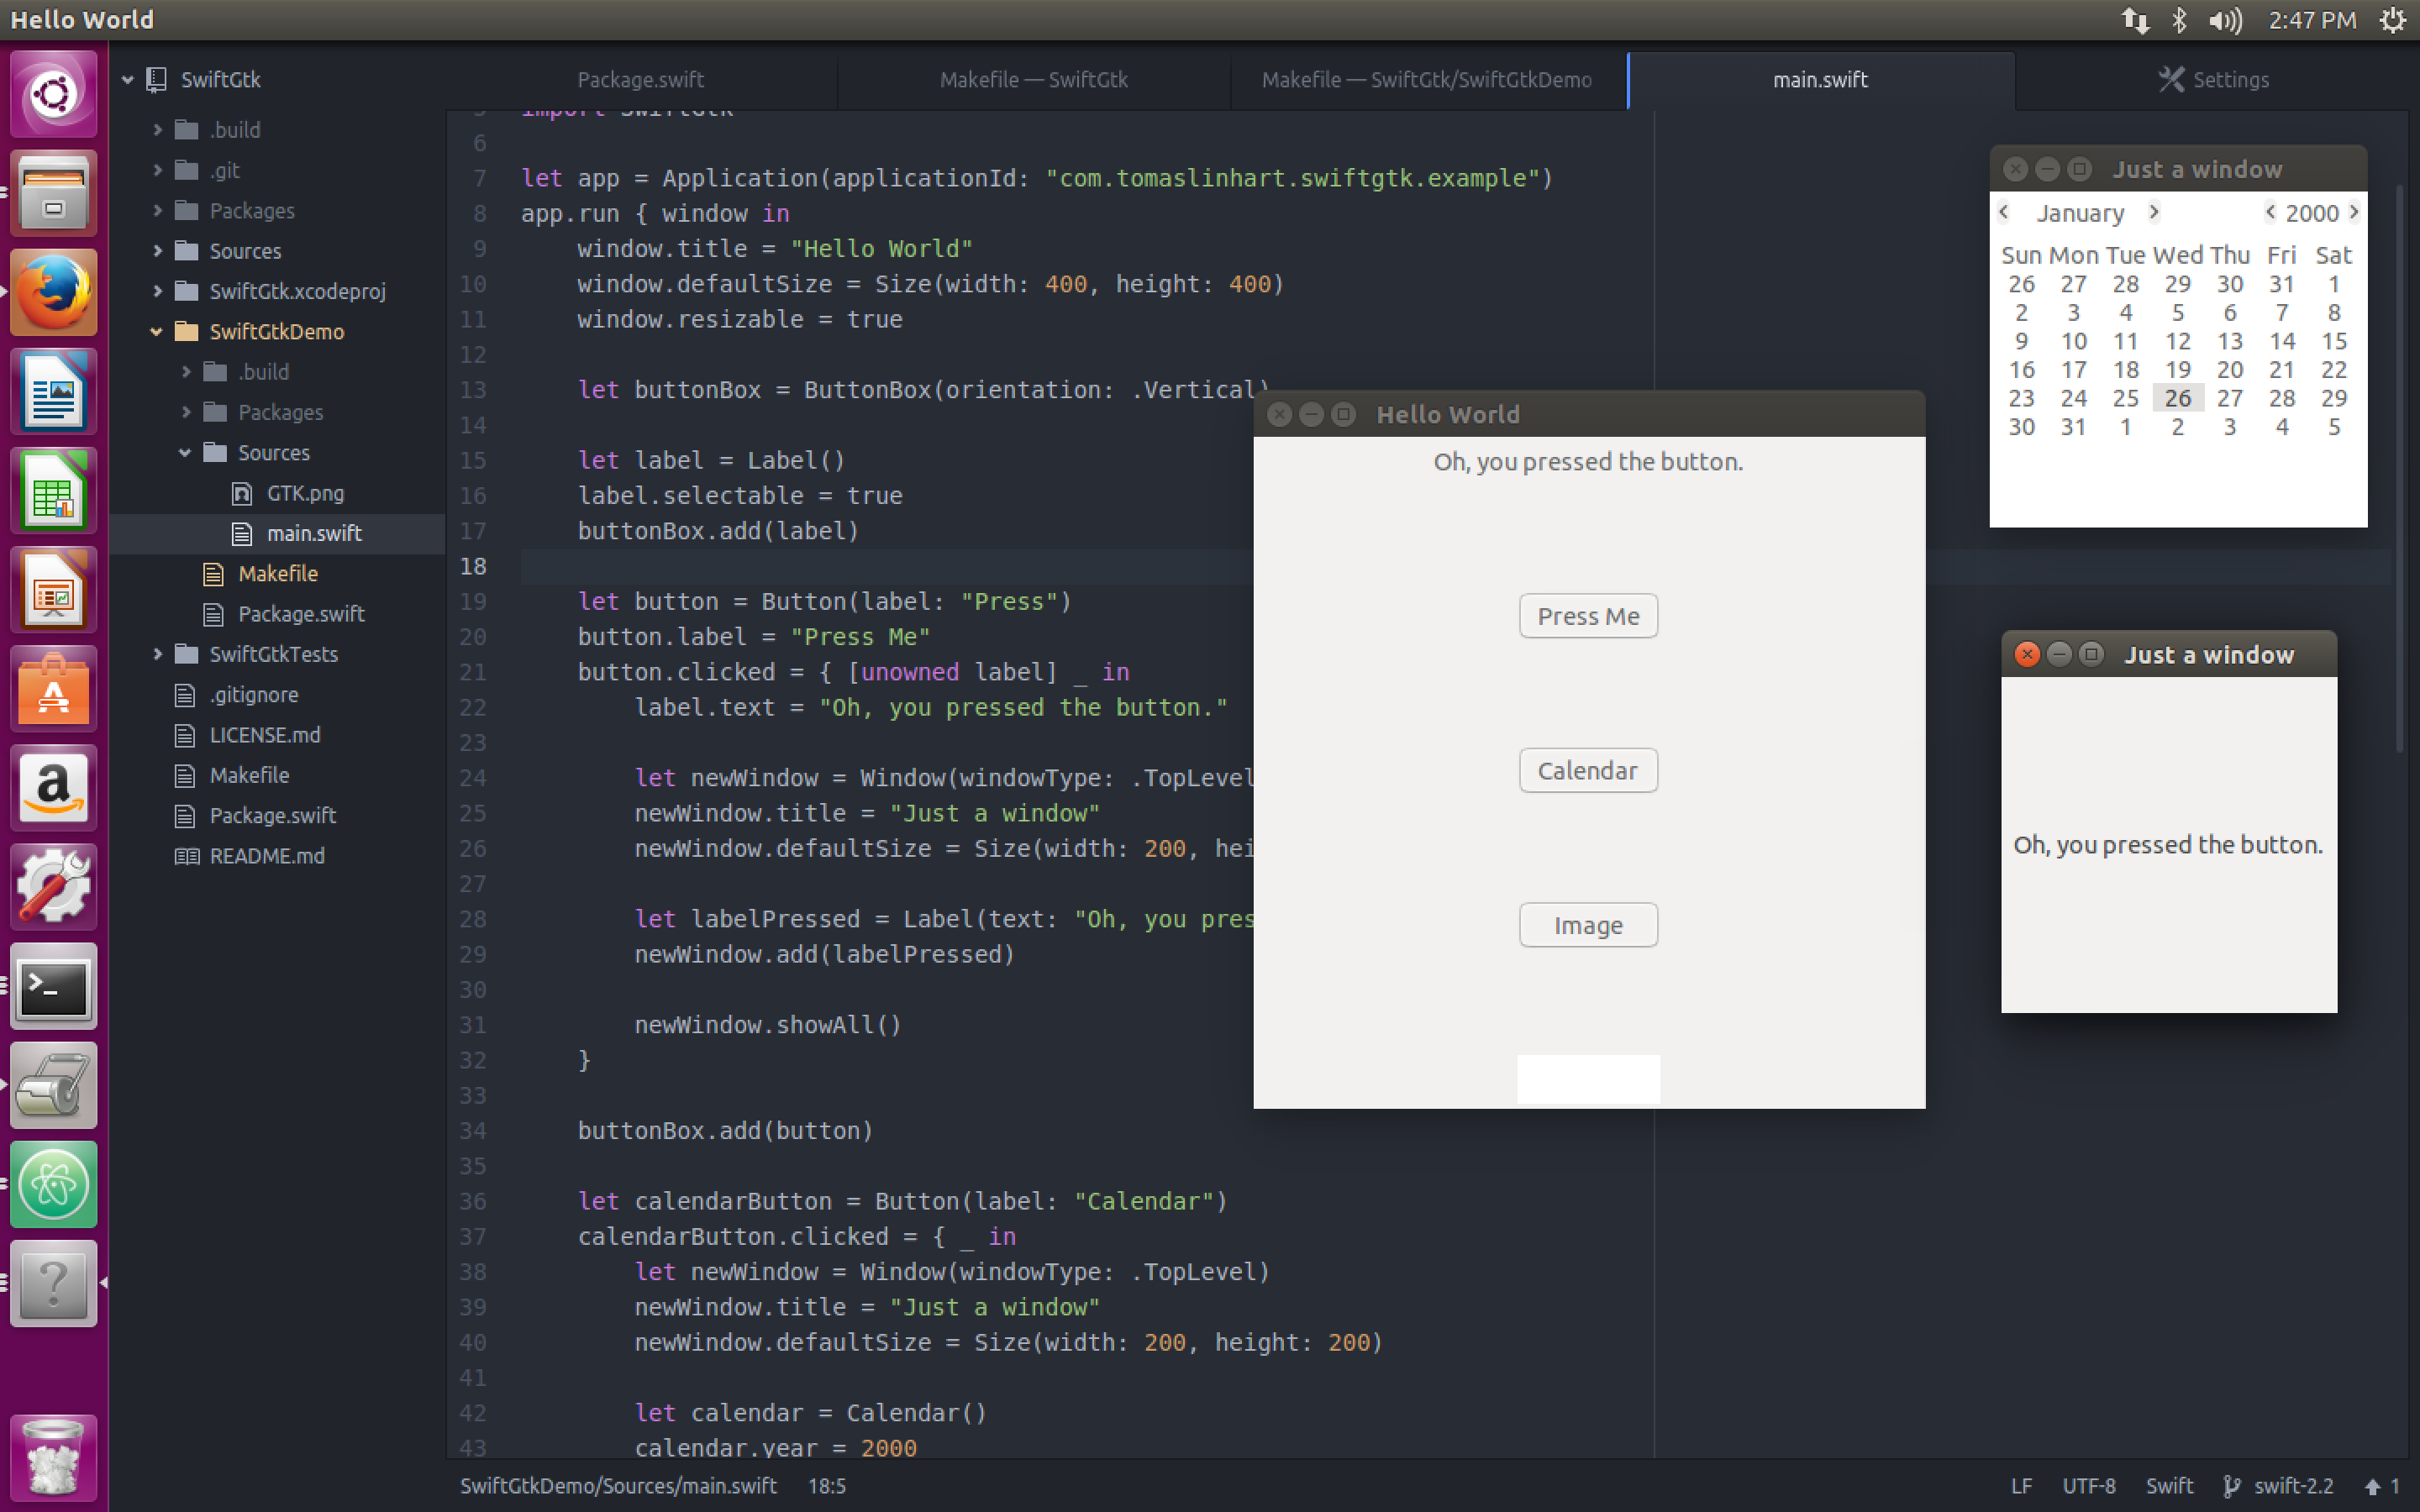 Hello World
2:47 PM
SwiftGtk
.build
.git
Packages
Sources
SwiftGtk.xcodeproj
SwiftGtkDemo
.build
Packages
Sources
GTK.png
main.swift
Makefile
Package.swift
SwiftGtkTests
.gitignore
LICENSE.md
Makefile
Package.swift
README.md
Package.swift
Makefile — SwiftGtk
Makefile — SwiftGtk/SwiftGtkDemo
main.swift
Settings
5 import SwiftGtk
6
7 let app = Application(applicationId: "com.tomaslinhart.swiftgtk.example")
8 app.run { window in
9 window.title = "Hello World"
10 window.defaultSize = Size(width: 400, height: 400)
11 window.resizable = true
12
13 let buttonBox = ButtonBox(orientation: .Vertical)
14
15 let label = Label()
16 label.selectable = true
17 buttonBox.add(label)
18
19 let button = Button(label: "Press")
20 button.label = "Press Me"
21 button.clicked = { [unowned label] _ in
22 label.text = "Oh, you pressed the button."
23
24 let newWindow = Window(windowType: .TopLevel
25 newWindow.title = "Just a window"
26 newWindow.defaultSize = Size(width: 200, hei
27
28 let labelPressed = Label(text: "Oh, you pres
29 newWindow.add(labelPressed)
30
31 newWindow.showAll()
32 }
33
34 buttonBox.add(button)
35
36 let calendarButton = Button(label: "Calendar")
37 calendarButton.clicked = { _ in
38 let newWindow = Window(windowType: .TopLevel)
39 newWindow.title = "Just a window"
40 newWindow.defaultSize = Size(width: 200, height: 200)
41
42 let calendar = Calendar()
43 calendar.year = 2000
Hello World
Oh, you pressed the button.
Press Me
Calendar
Image
Just a window
January 2000
Sun Mon Tue Wed Thu Fri Sat
26 27 28 29 30 31 1
2 3 4 5 6 7 8
9 10 11 12 13 14 15
16 17 18 19 20 21 22
23 24 25 26 27 28 29
30 31 1 2 3 4 5
Just a window
Oh, you pressed the button.
SwiftGtkDemo/Sources/main.swift 18:5
LF UTF-8 Swift swift-2.2 1